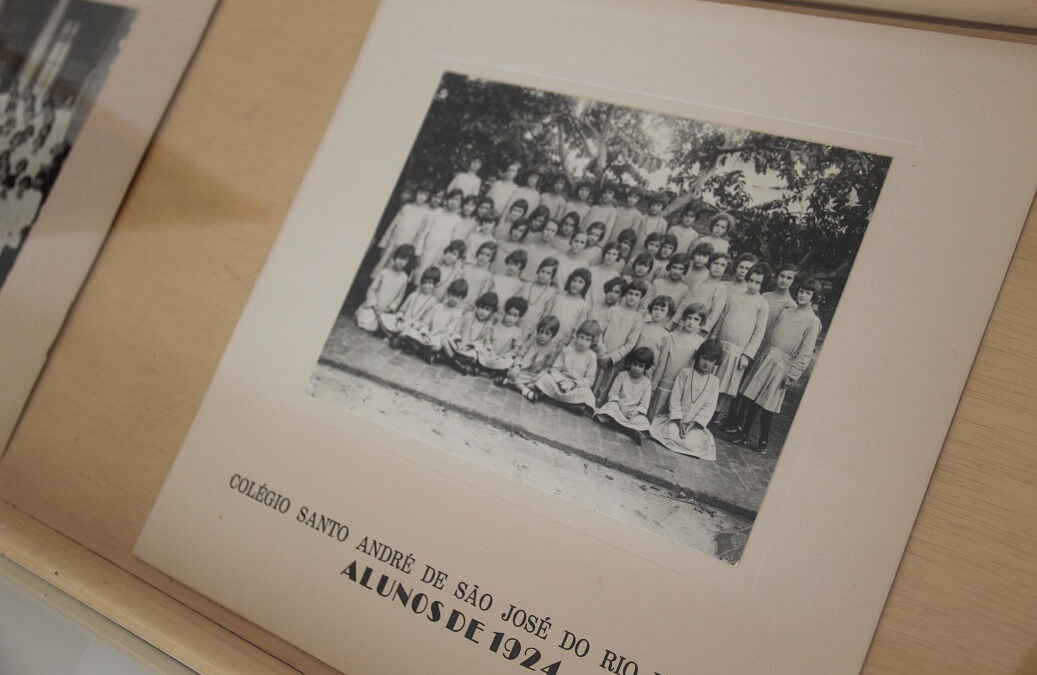 COLÉGIO SANTO ANDRÉ DE SÃO JOSÉ DO RIO
ALUNOS DE 1924